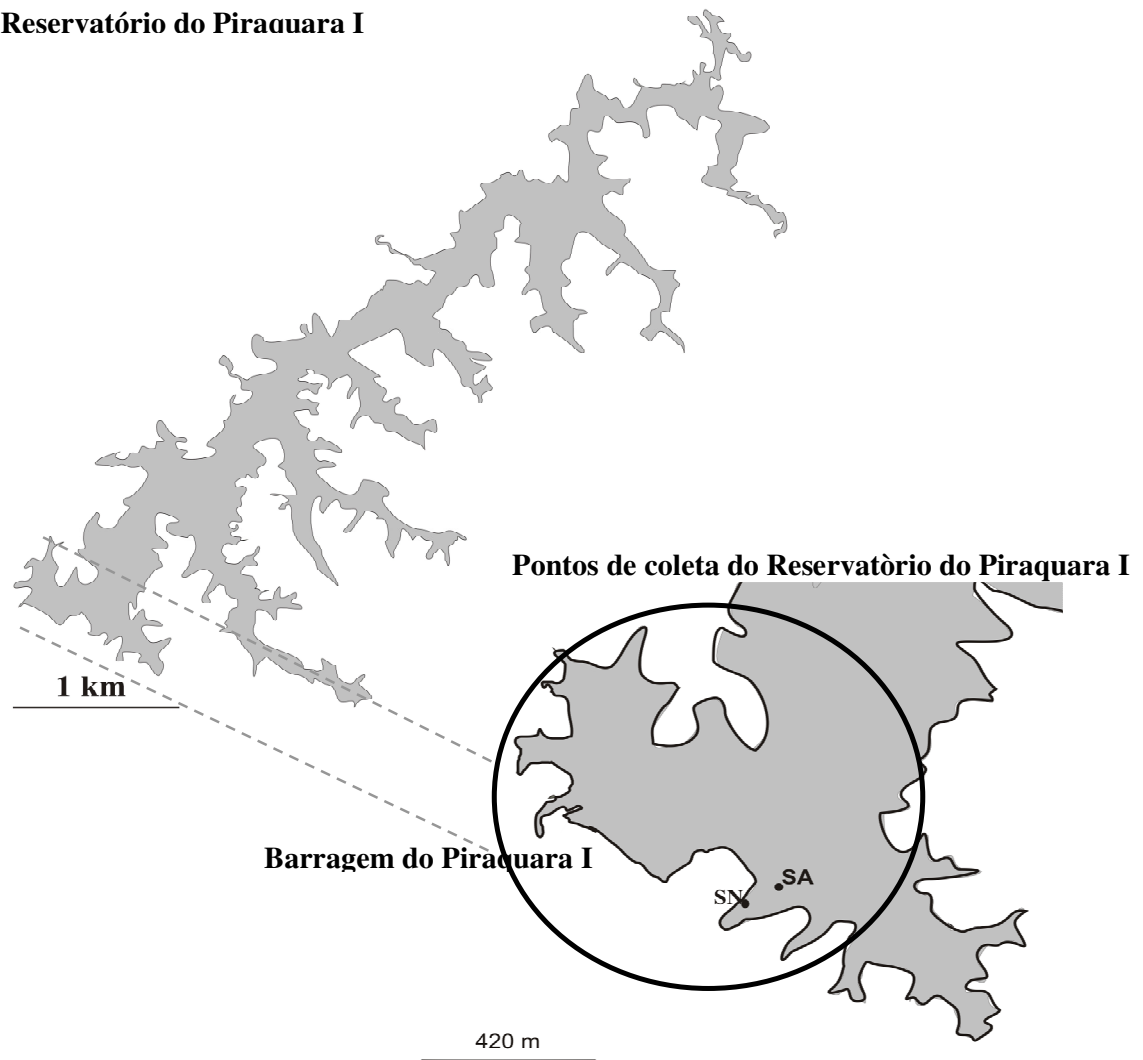 Reservatório do Piraquara I
Pontos de coleta do Reservatòrio do Piraquara I
1 km
Barragem do Piraquara I
SA
SN
420 m